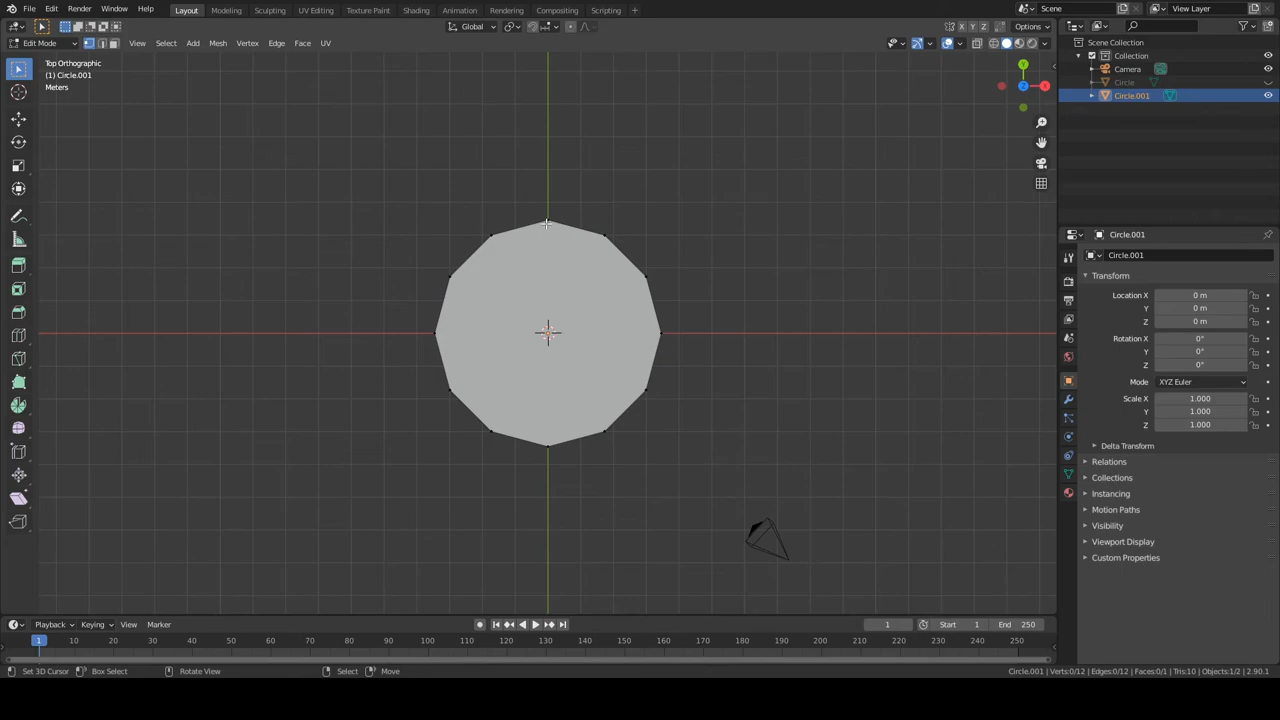 File Edit Render Window Help Layout Modeling Sculpting UV Editing Texture Paint Shading Animation Rendering Compositing Scripting + Scene View Layer
Global Options
Edit Mode View Select Add Mesh Vertex Edge Face UV X Y Z
Top Orthographic
(1) Circle.001
Meters
Y
Z X
Scene Collection
Collection
Camera
Circle
Circle.001
Circle.001
Circle.001
Transform
Location X 0 m
Y 0 m
Z 0 m
Rotation X 0°
Y 0°
Z 0°
Mode XYZ Euler
Scale X 1.000
Y 1.000
Z 1.000
Delta Transform
Relations
Collections
Instancing
Motion Paths
Visibility
Viewport Display
Custom Properties
Playback Keying View Marker 1 Start 1 End 250
1 10 20 30 40 50 60 70 80 90 100 110 120 130 140 150 160 170 180 190 200 210 220 230 240 250
Set 3D Cursor Box Select Rotate View Select Move Circle.001 | Verts:0/12 | Edges:0/12 | Faces:0/1 | Tris:10 | Objects:1/2 | 2.90.1